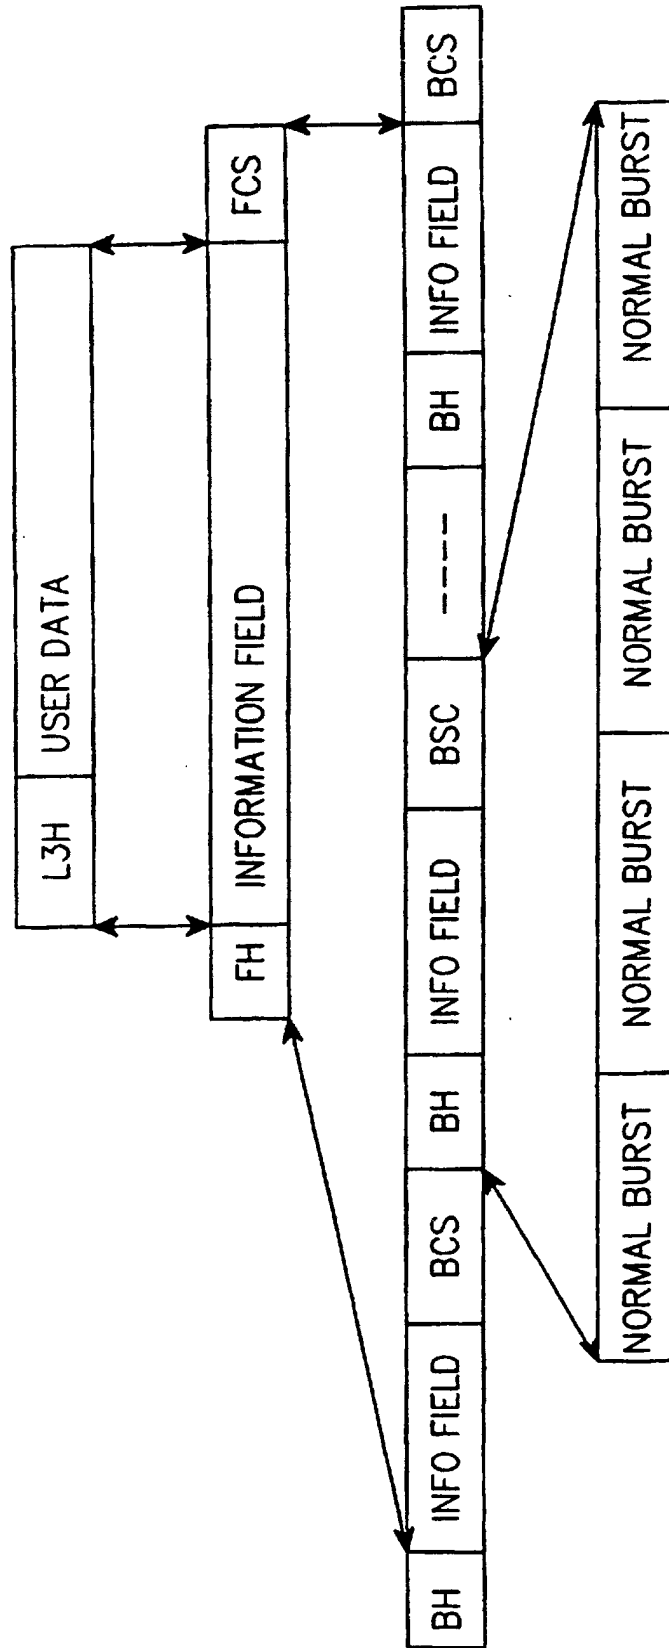 L3H USER DATA
FH INFORMATION FIELD FCS
BH INFO FIELD BCS BH INFO FIELD BSC ---- BH INFO FIELD BCS
NORMAL BURST NORMAL BURST NORMAL BURST NORMAL BURST